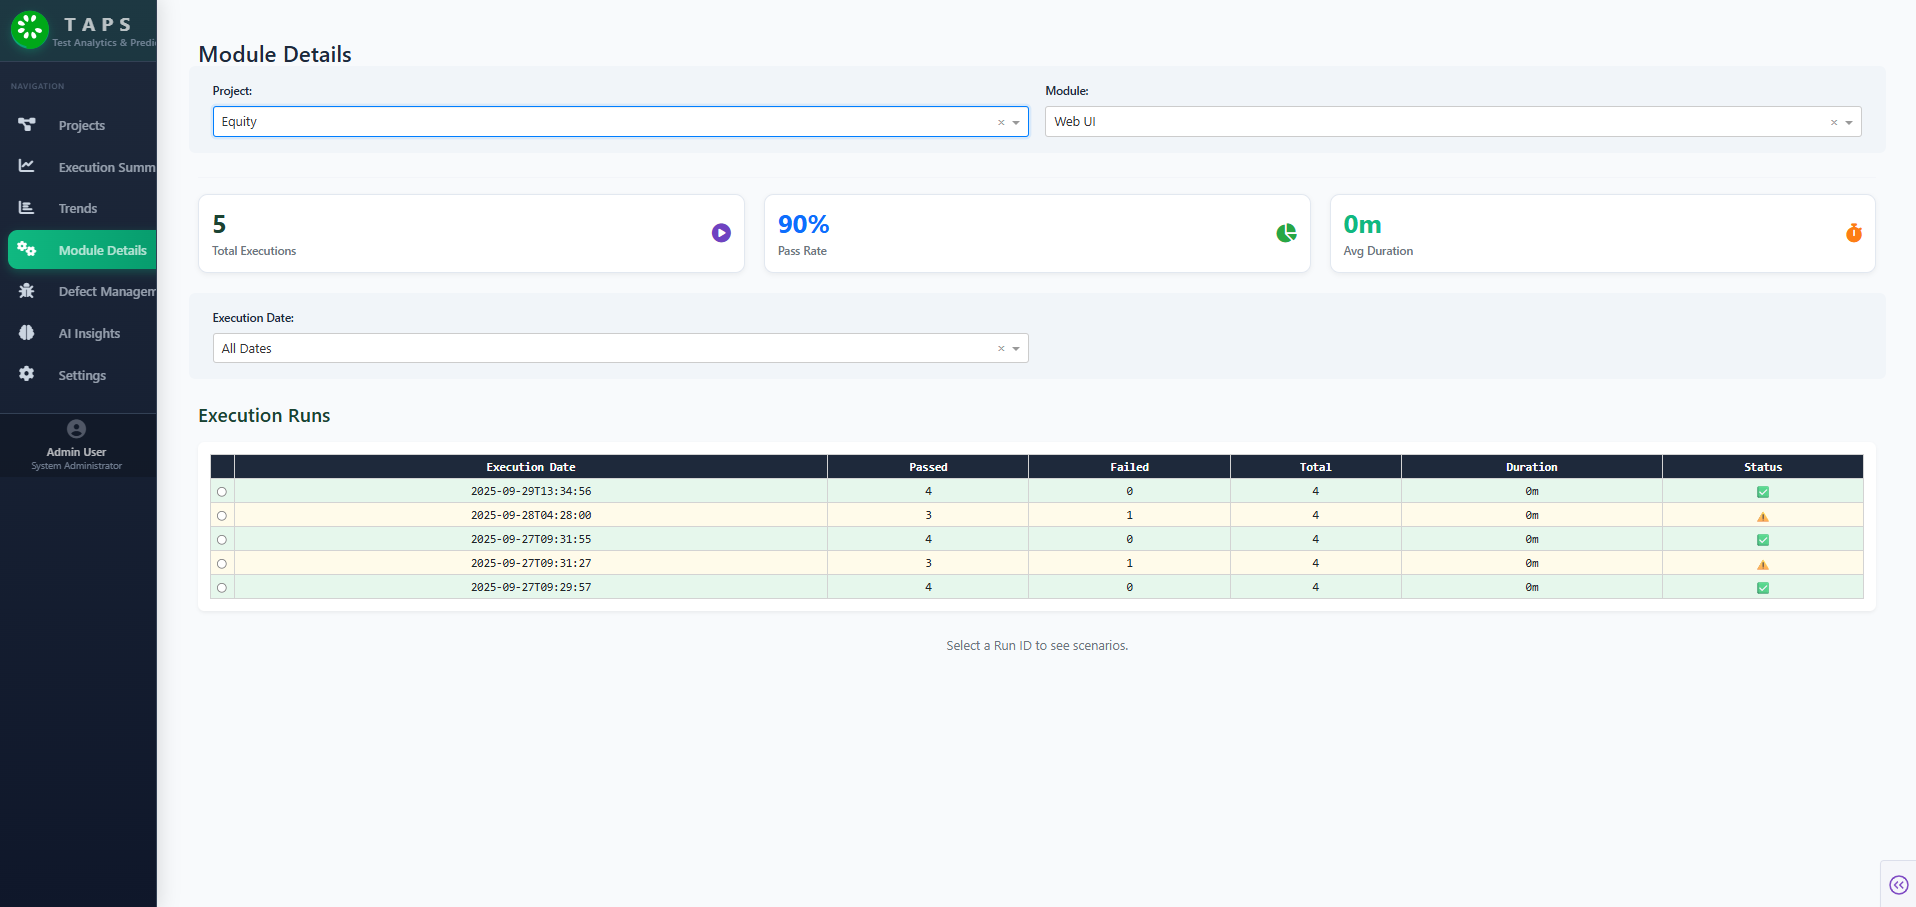 TAPS
Test Analytics & Predi
NAVIGATION
Projects
Execution Summ
Trends
Module Details
Defect Managem
AI Insights
Settings
Admin User
System Administrator
Module Details
Project: Module:
Equity × Web UI ×
5 90% 0m
Total Executions Pass Rate Avg Duration
Execution Date:
All Dates ×
Execution Runs
Execution Date Passed Failed Total Duration Status
2025-09-29T13:34:56 4 0 4 0m
2025-09-28T04:28:00 3 1 4 0m
2025-09-27T09:31:55 4 0 4 0m
2025-09-27T09:31:27 3 1 4 0m
2025-09-27T09:29:57 4 0 4 0m
Select a Run ID to see scenarios.